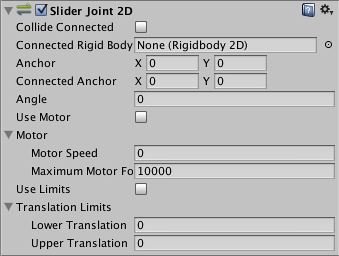 Slider Joint 2D
Collide Connected
Connected Rigid Body None (Rigidbody 2D)
Anchor X 0 Y 0
Connected Anchor X 0 Y 0
Angle 0
Use Motor
Motor
Motor Speed 0
Maximum Motor Fo 10000
Use Limits
Translation Limits
Lower Translation 0
Upper Translation 0